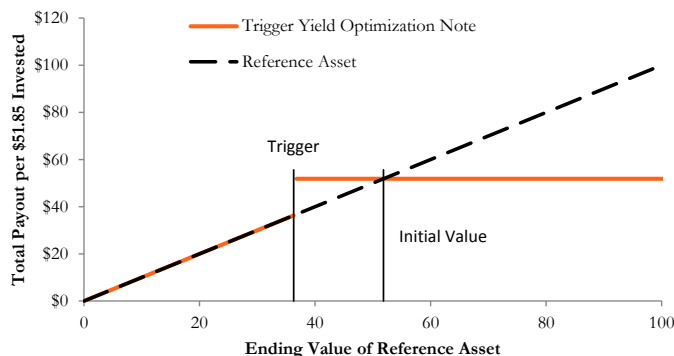 $120
$100
$80
$60
$40
$20
$0
Total Payout per $51.85 Invested
Trigger Yield Optimization Note
Reference Asset
Trigger
Initial Value
0
20
40
60
80
100
Ending Value of Reference Asset